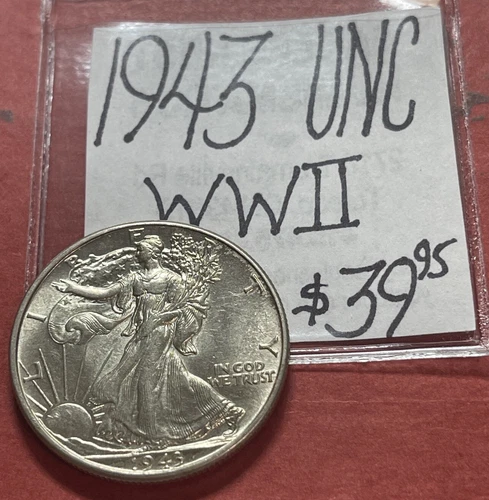 1943 UNC
WWII
$39.95
LIBERTY
IN GOD
WE TRUST
1943